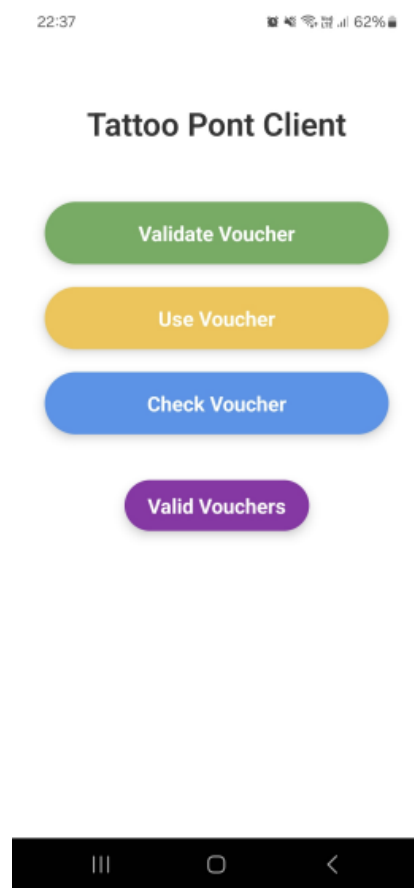 22:37 62%
Tattoo Pont Client
Validate Voucher
Use Voucher
Check Voucher
Valid Vouchers